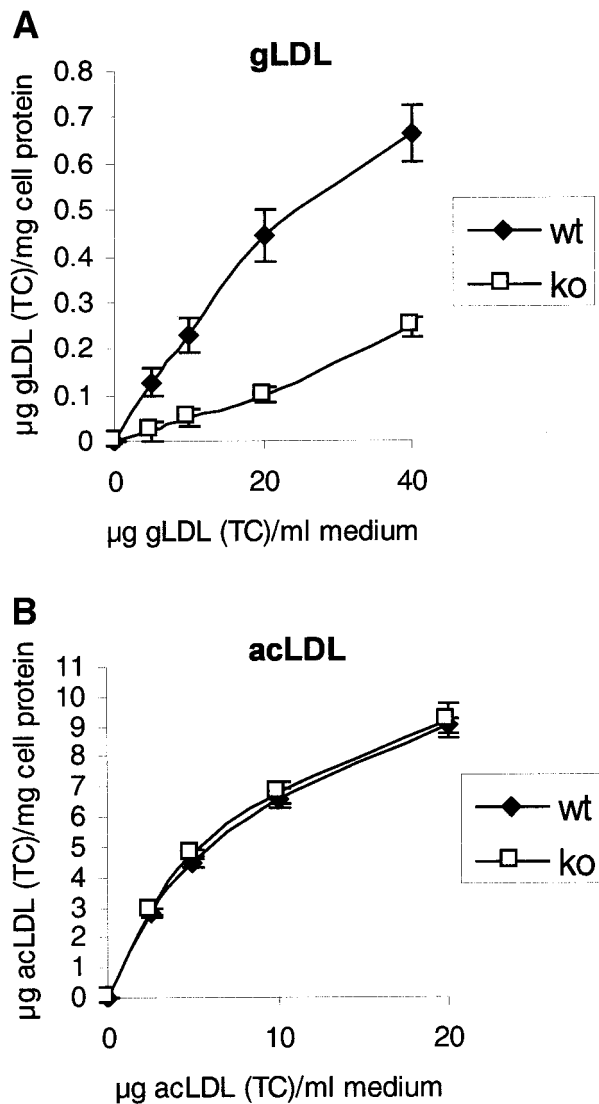 A
gLDL
µg gLDL (TC)/mg cell protein
0.8
0.7
0.6
0.5
0.4
0.3
0.2
0.1
0
0
20
40
µg gLDL (TC)/ml medium
wt
ko
B
acLDL
µg acLDL (TC)/mg cell protein
11
10
9
8
7
6
5
4
3
2
1
0
0
10
20
µg acLDL (TC)/ml medium
wt
ko